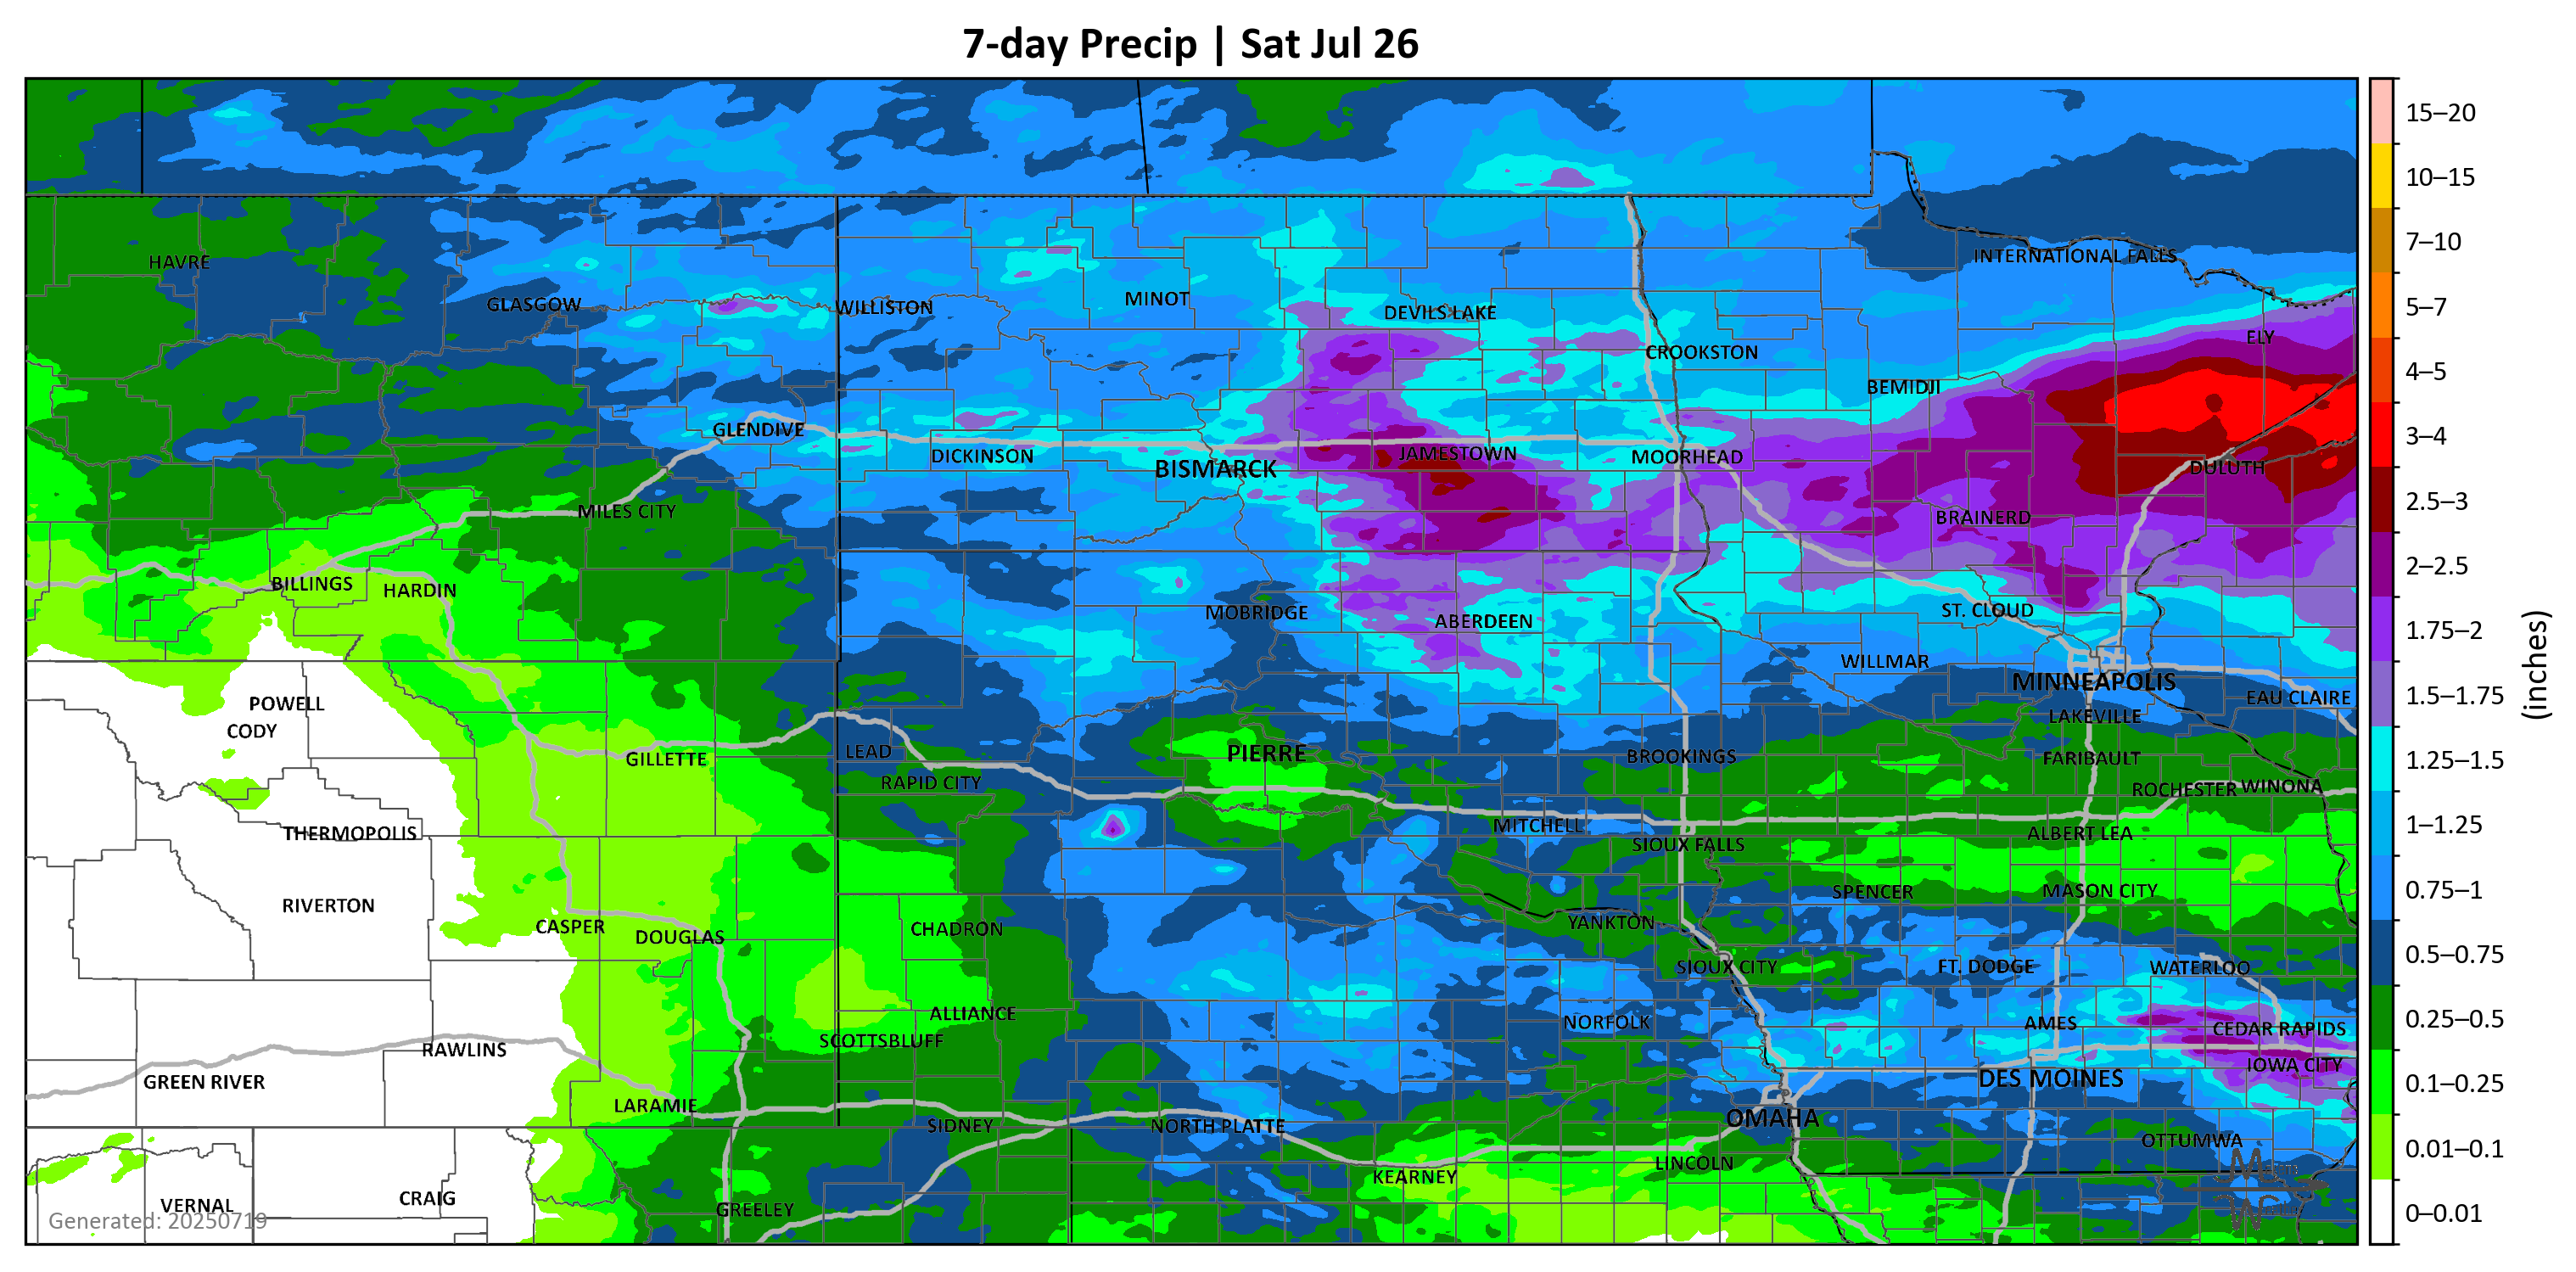 7-day Precip | Sat Jul 26
15–20
10–15
7–10
5–7
4–5
3–4
2.5–3
2–2.5
1.75–2
1.5–1.75
1.25–1.5
1–1.25
0.75–1
0.5–0.75
0.25–0.5
0.1–0.25
0.01–0.1
0–0.01
(inches)
HAVRE
INTERNATIONAL FALLS
GLASGOW
WILLISTON
MINOT
DEVILS LAKE
ELY
CROOKSTON
BEMIDJI
GLENDIVE
DICKINSON
BISMARCK
JAMESTOWN
MOORHEAD
DULUTH
MILES CITY
BRAINERD
BILLINGS
HARDIN
MOBRIDGE
ABERDEEN
ST. CLOUD
WILLMAR
MINNEAPOLIS
EAU CLAIRE
POWELL
CODY
LAKEVILLE
GILLETTE
LEAD
PIERRE
BROOKINGS
FARIBAULT
RAPID CITY
ROCHESTER
WINONA
THERMOPOLIS
MITCHELL
SIOUX FALLS
ALBERT LEA
RIVERTON
SPENCER
MASON CITY
CASPER
DOUGLAS
CHADRON
YANKTON
SIOUX CITY
FT. DODGE
WATERLOO
ALLIANCE
NORFOLK
AMES
CEDAR RAPIDS
SCOTTSBLUFF
RAWLINS
IOWA CITY
GREEN RIVER
DES MOINES
LARAMIE
SIDNEY
NORTH PLATTE
OMAHA
OTTUMWA
KEARNEY
LINCOLN
VERNAL
CRAIG
GREELEY
Generated: 20250719